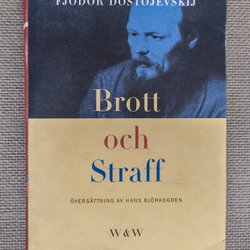 FJODOR DOSTOJEVSKIJ
Brott
och
Straff
ÖVERSÄTTNING AV HANS BJÖRKEGREN
W&W